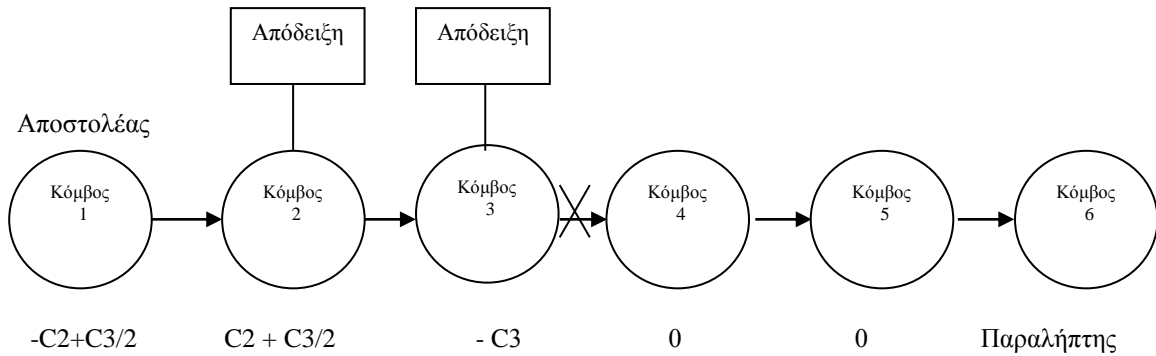 Απόδειξη
Απόδειξη
Αποστολέας
Κόμβος
1
Κόμβος
2
Κόμβος
3
Κόμβος
4
Κόμβος
5
Κόμβος
6
-C2+C3/2
C2 + C3/2
- C3
0
0
Παραλήπτης